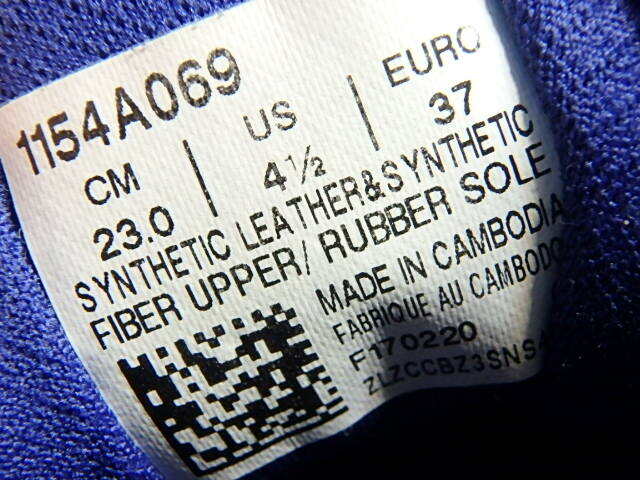 1154A069
CM | US | EURO
23.0 | 4½ | 37
SYNTHETIC LEATHER&SYNTHETIC
FIBER UPPER/ RUBBER SOLE
MADE IN CAMBODIA
FABRIQUE AU CAMBODGE
F170220